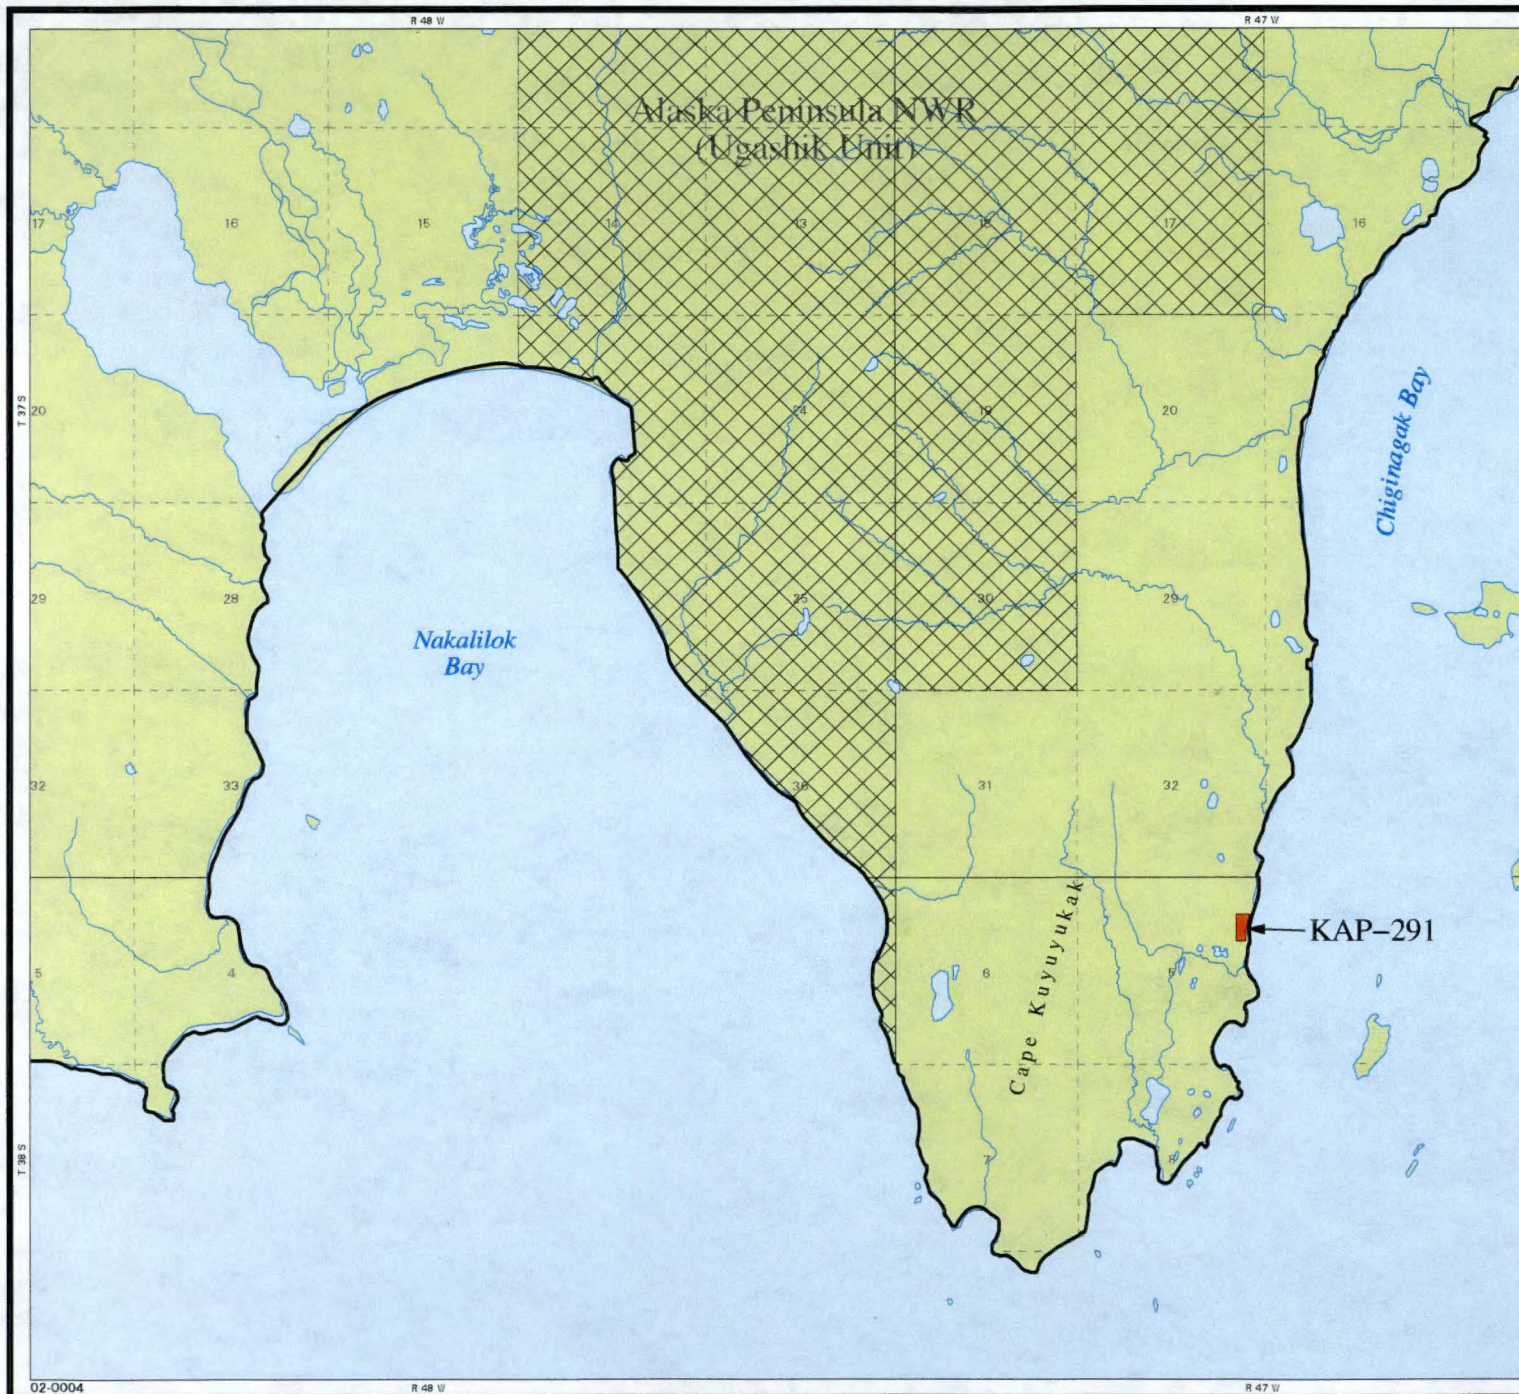 R 48 W
R 47 W
Alaska Peninsula NWR
(Ugashik Unit)
17
16
15
14
13
18
17
16
T 37 S
20
24
19
20
Chiginagak Bay
29
28
25
30
29
Nakalilok
Bay
32
33
36
31
32
KAP-291
Cape Kuyuyukak
5
4
6
5
T 38 S
7
8
02-0004
R 48 W
R 47 W